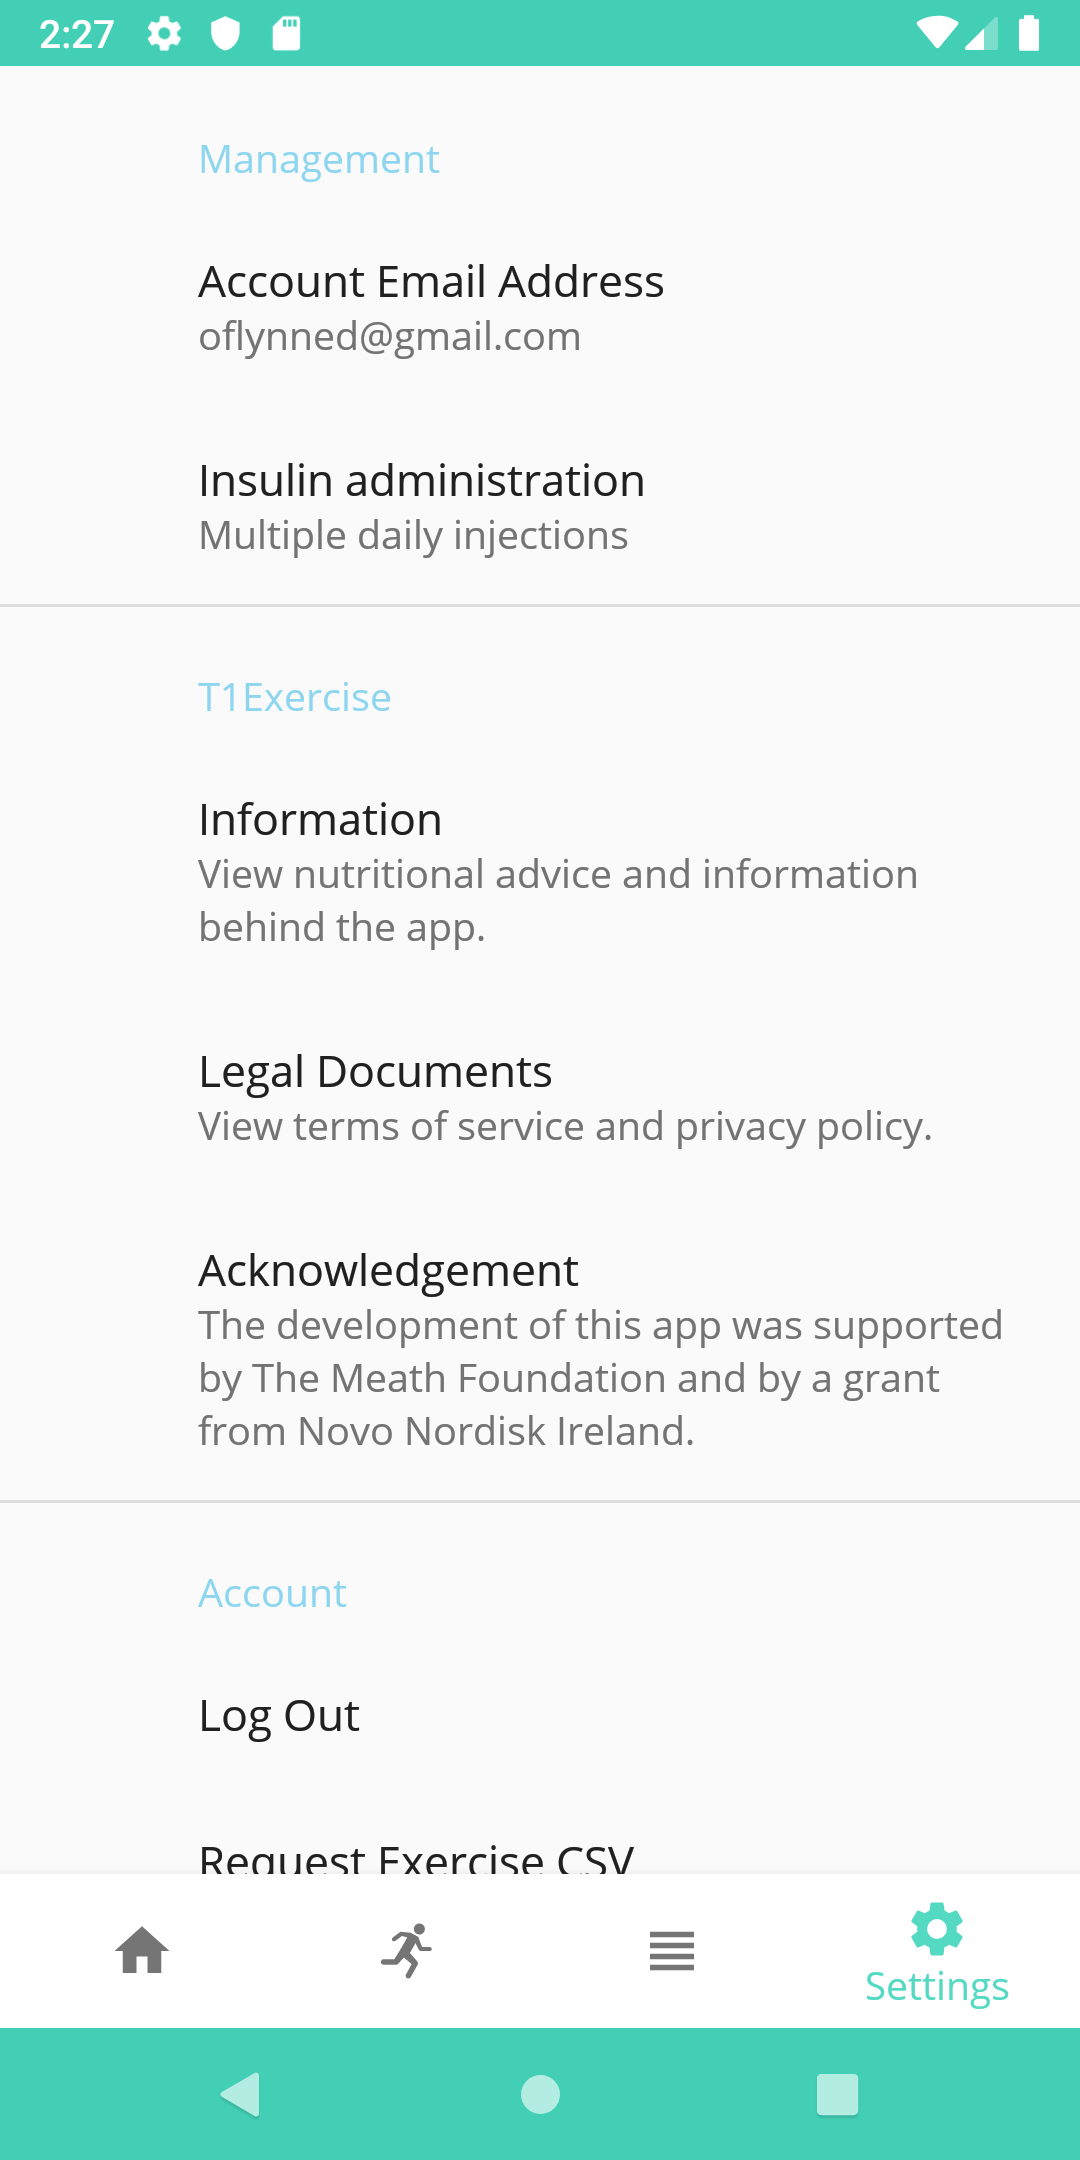 2:27
Management
Account Email Address
oflynned@gmail.com
Insulin administration
Multiple daily injections
T1Exercise
Information
View nutritional advice and information
behind the app.
Legal Documents
View terms of service and privacy policy.
Acknowledgement
The development of this app was supported
by The Meath Foundation and by a grant
from Novo Nordisk Ireland.
Account
Log Out
Request Exercise CSV
Settings